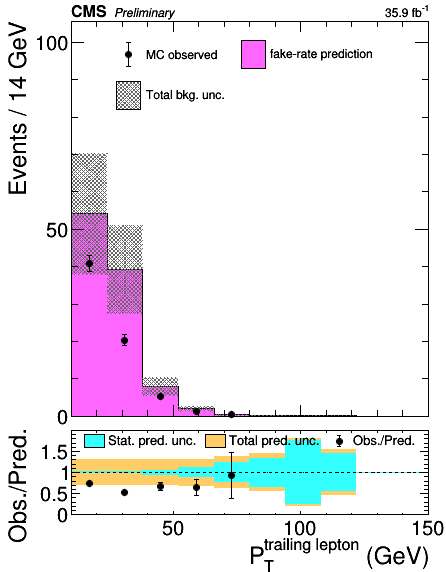 CMS Preliminary 35.9 fb⁻¹
100
MC observed fake-rate prediction
Total bkg. unc.
Events / 14 GeV
50
0
Stat. pred. unc. Total pred. unc. Obs./Pred.
1.5
1
0.5
0
Obs./Pred.
50 100 150
P_T^trailing lepton (GeV)